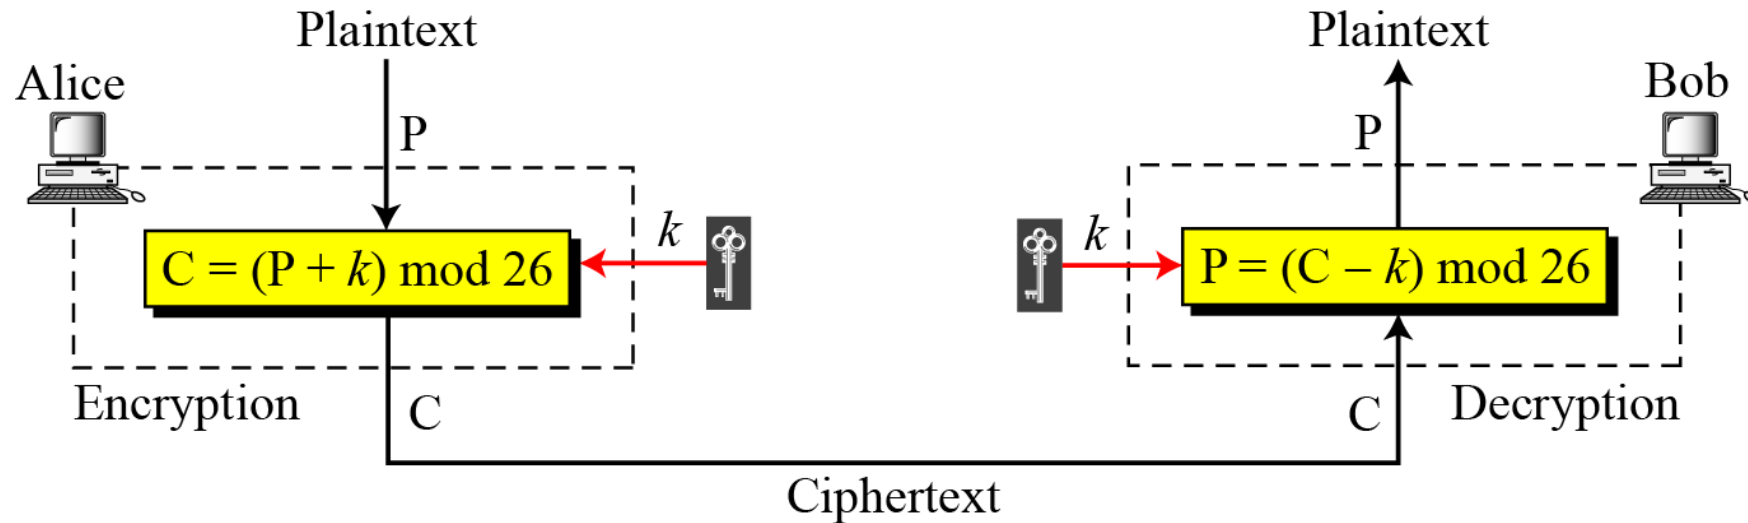 Plaintext
Plaintext
Alice
Bob
P
P
k
k
C = (P + k) mod 26
P = (C – k) mod 26
Encryption
C
C
Decryption
Ciphertext